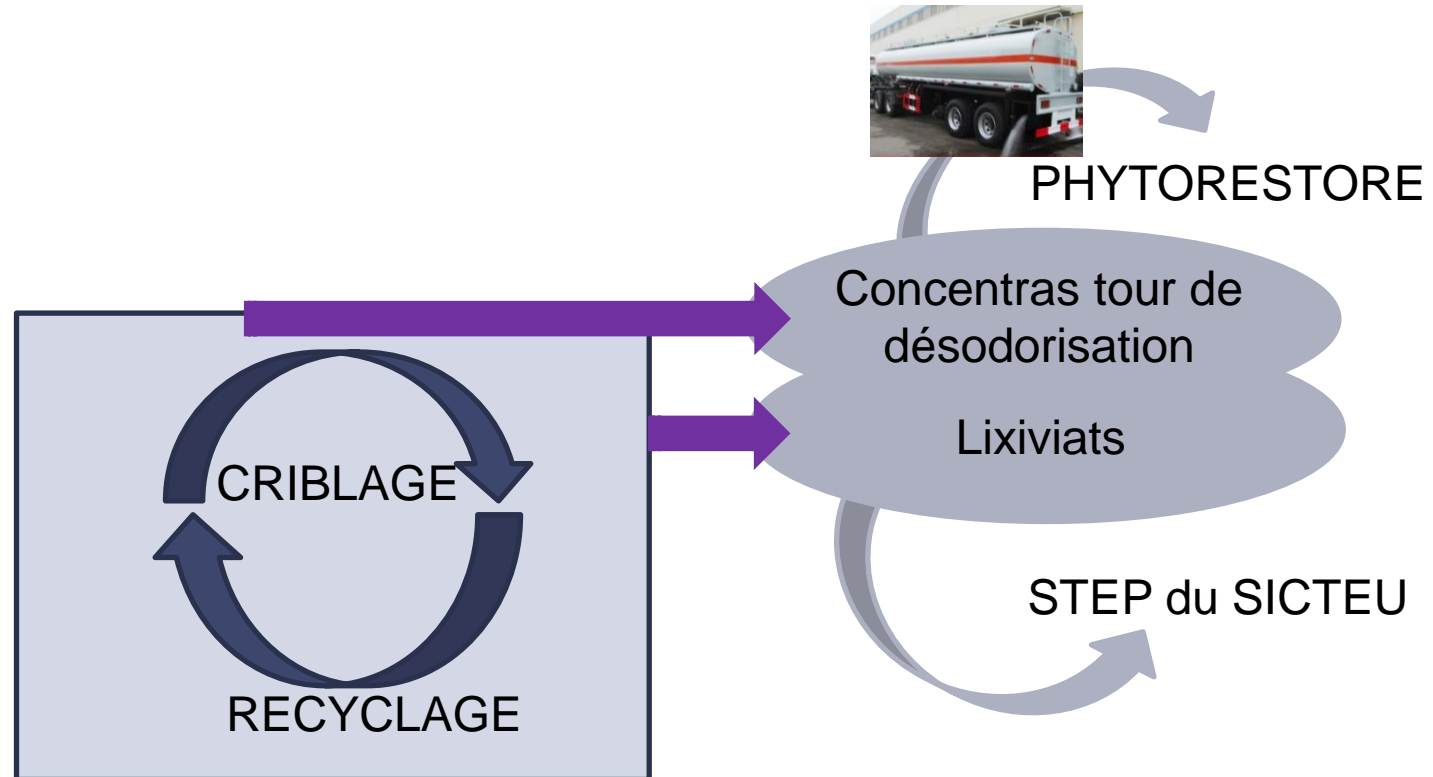 PHYTORESTORE
Concentras tour de
désodorisation
Lixiviats
CRIBLAGE
STEP du SICTEU
RECYCLAGE